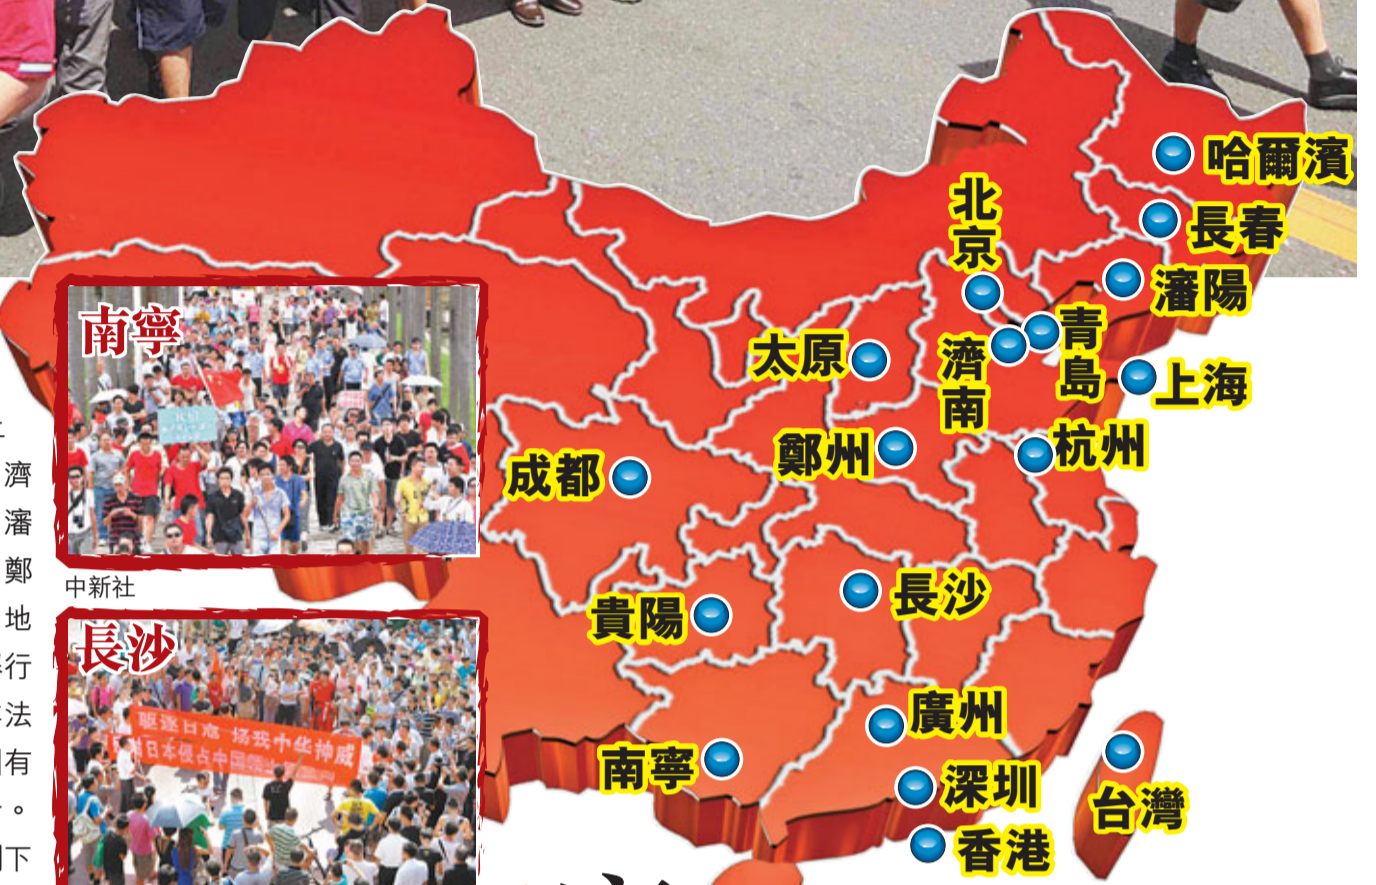 哈爾濱
長春
瀋陽
北京
青島
濟南
太原
上海
鄭州
杭州
成都
長沙
貴陽
廣州
南寧
深圳
香港
台灣
南寧
中新社
長沙
驅逐日寇 揚我中华神威
日本侵占中国
濟
瀋
鄭
地
行
法
有
。
下